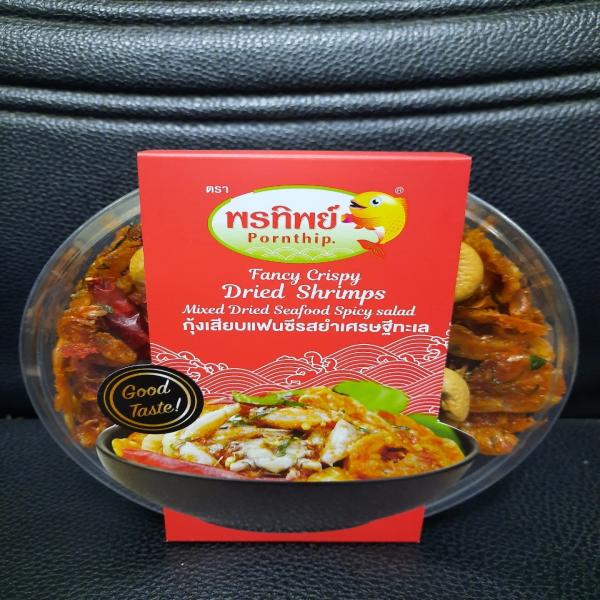 ตรา
®
พรทิพย์
Pornthip.
Fancy Crispy
Dried Shrimps
Mixed Dried Seafood Spicy salad
กุ้งเสียบแฟนซีรสยำเศรษฐีทะเล
Good
Taste!